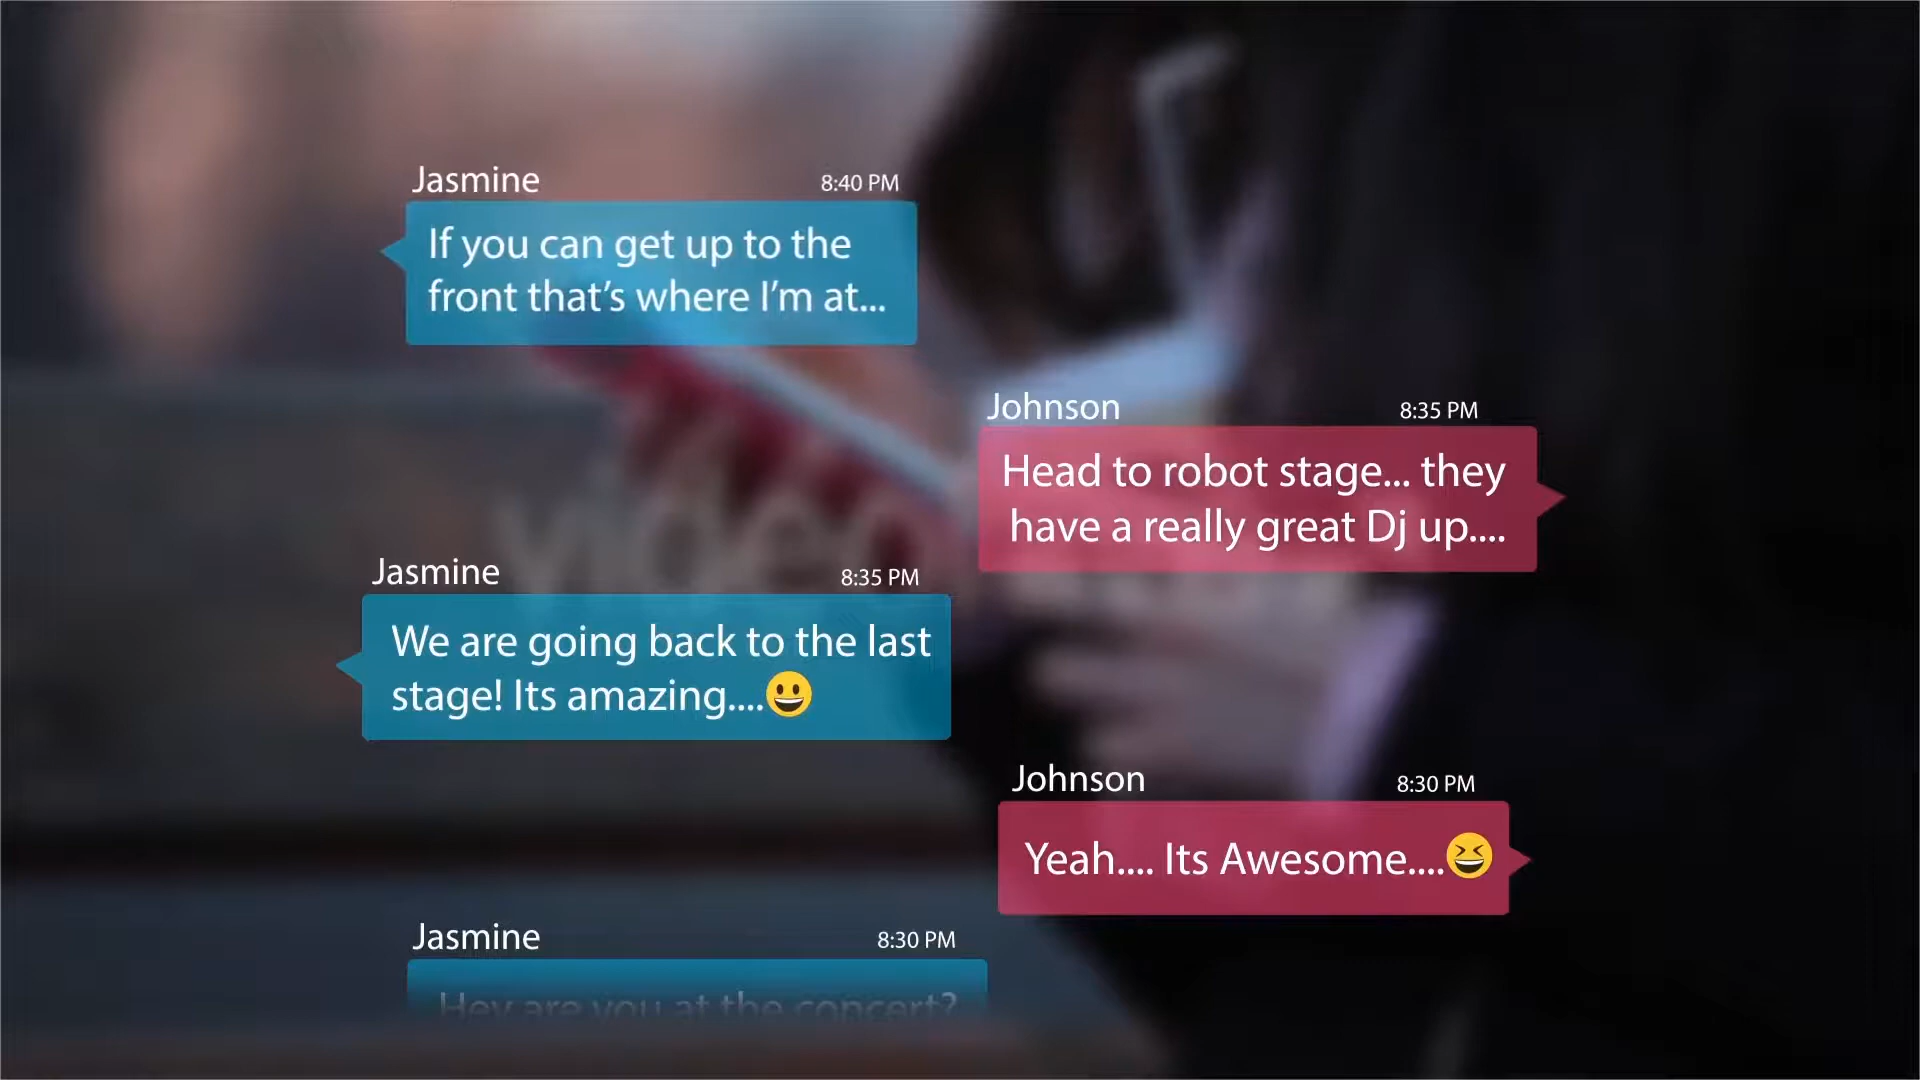 Jasmine 8:40 PM
If you can get up to the
front that’s where I’m at...
Johnson 8:35 PM
Head to robot stage... they
have a really great Dj up....
Jasmine 8:35 PM
We are going back to the last
stage! Its amazing....😃
Johnson 8:30 PM
Yeah.... Its Awesome....😆
Jasmine 8:30 PM
Hey are you at the concert?